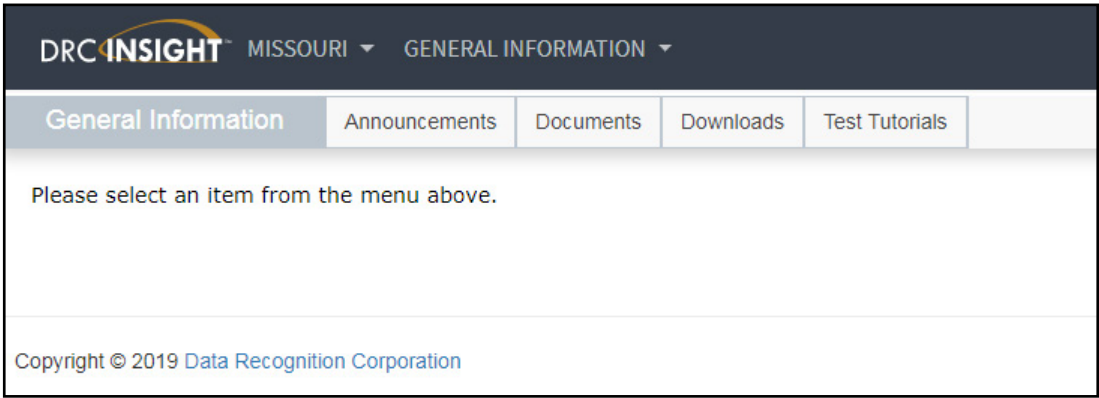 DRC INSIGHT™ MISSOURI GENERAL INFORMATION
General Information Announcements Documents Downloads Test Tutorials
Please select an item from the menu above.
Copyright © 2019 Data Recognition Corporation